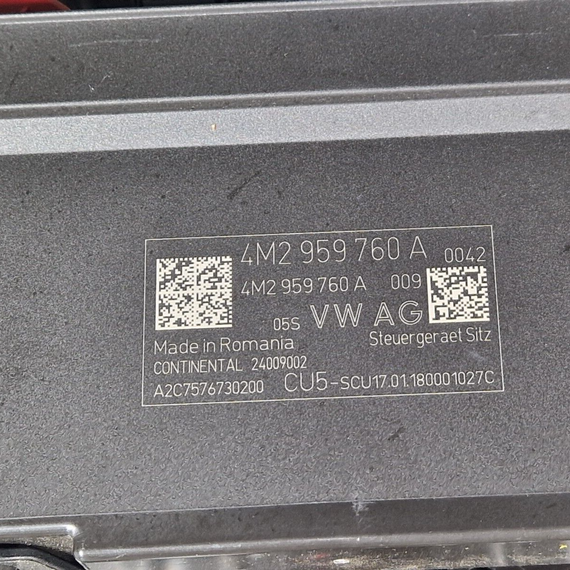 4M2 959 760 A 0042
4M2 959 760 A 009
05S VW AG
Made in Romania Steuergeraet Sitz
CONTINENTAL 24009002
A2C7576730200 CU5-SCU17.01.180001027C